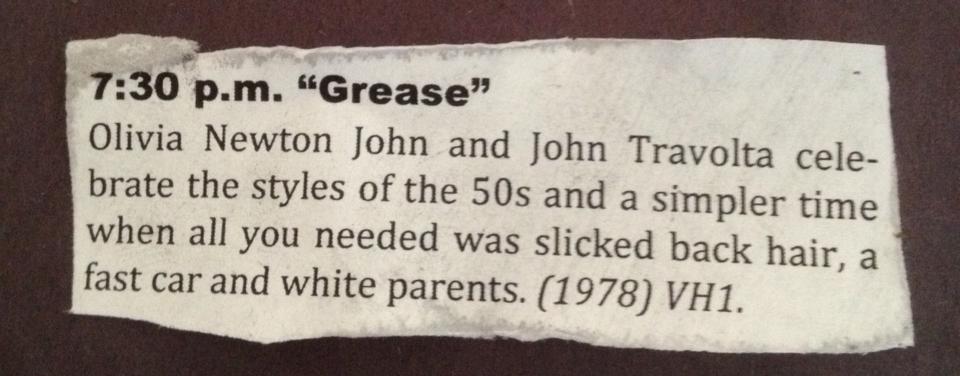 7:30 p.m. “Grease”
Olivia Newton John and John Travolta cele-
brate the styles of the 50s and a simpler time
when all you needed was slicked back hair, a
fast car and white parents. (1978) VH1.